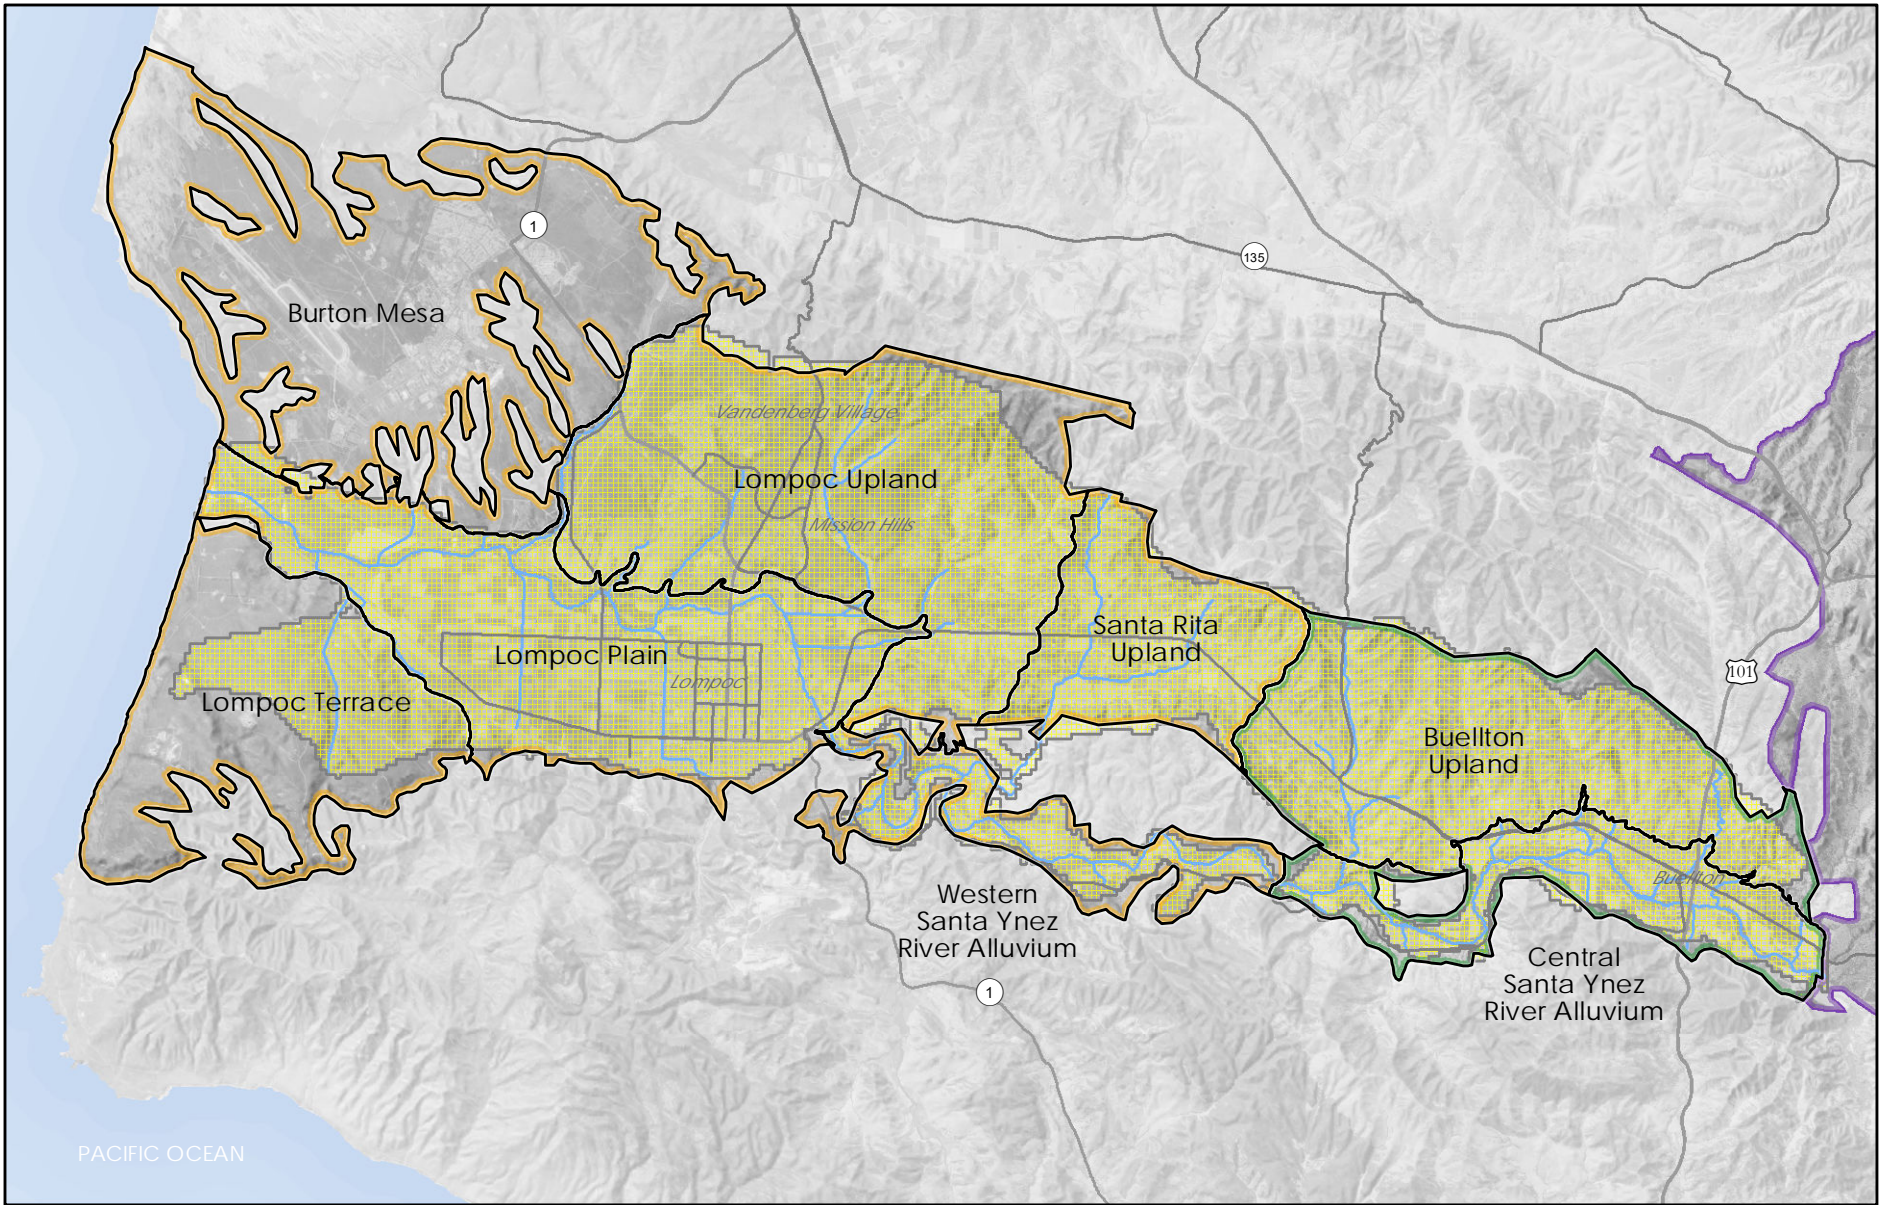 1
135
Burton Mesa
Vandenberg Village
Lompoc Upland
Mission Hills
Santa Rita
Upland
Lompoc Plain
Lompoc
101
Lompoc Terrace
Buellton
Upland
Buellton
Western
Santa Ynez
River Alluvium
Central
Santa Ynez
River Alluvium
1
PACIFIC OCEAN